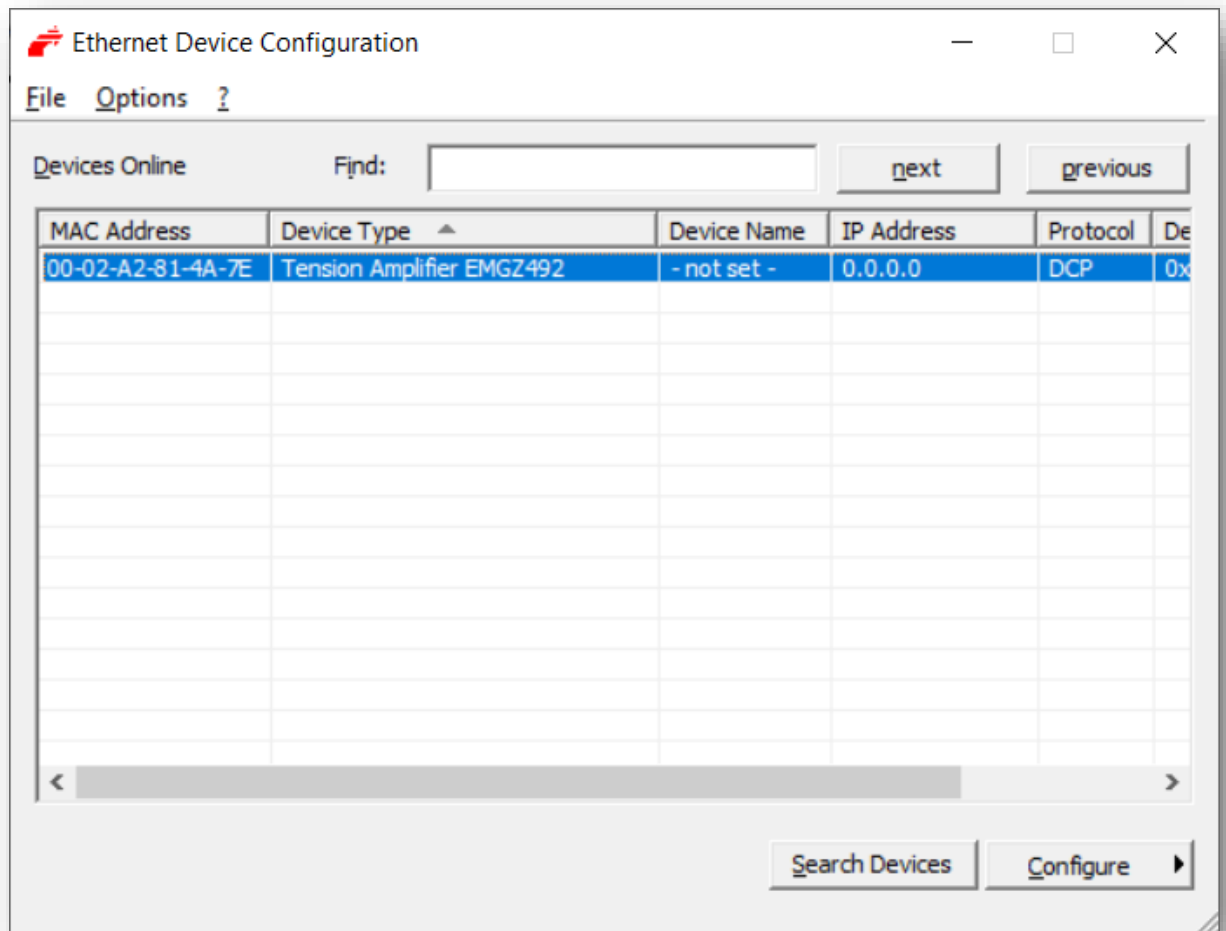 Ethernet Device Configuration
File Options ?
Devices Online Find: next previous
MAC Address Device Type Device Name IP Address Protocol De
00-02-A2-81-4A-7E Tension Amplifier EMGZ492 - not set - 0.0.0.0 DCP 0x
Search Devices Configure